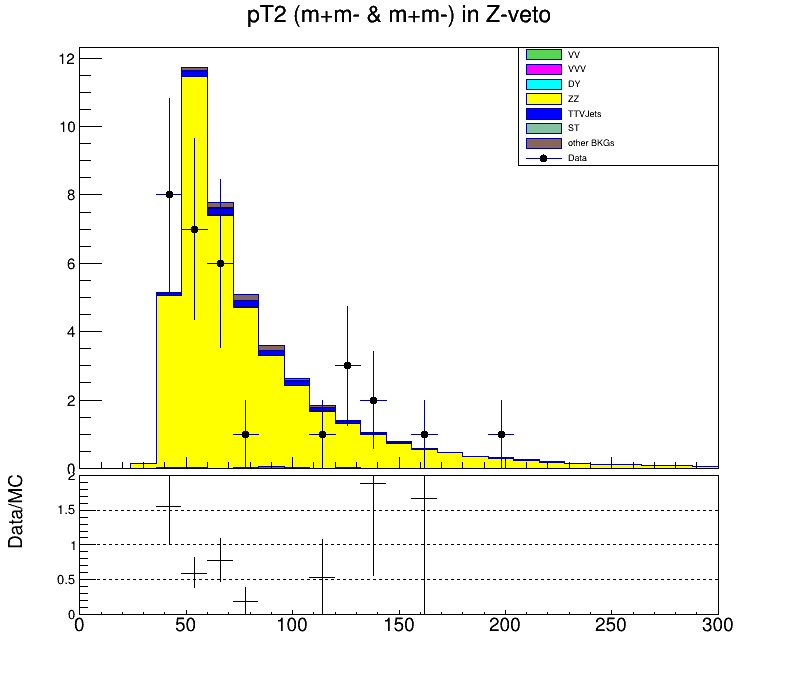 pT2 (m+m- & m+m-) in Z-veto
12
10
8
6
4
2
0
VV
VVV
DY
ZZ
TTVJets
ST
other BKGs
Data
Data/MC
2
1.5
1
0.5
0
0 50 100 150 200 250 300